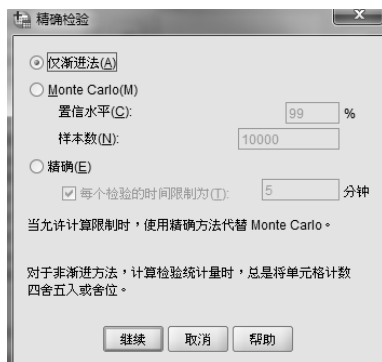 精确检验
x
仅渐进法(A)
Monte Carlo(M)
置信水平(C): 99 %
样本数(N): 10000
精确(E)
每个检验的时间限制为(T): 5 分钟
当允许计算限制时，使用精确方法代替 Monte Carlo。
对于非渐进方法，计算检验统计量时，总是将单元格计数
四舍五入或舍位。
继续 取消 帮助